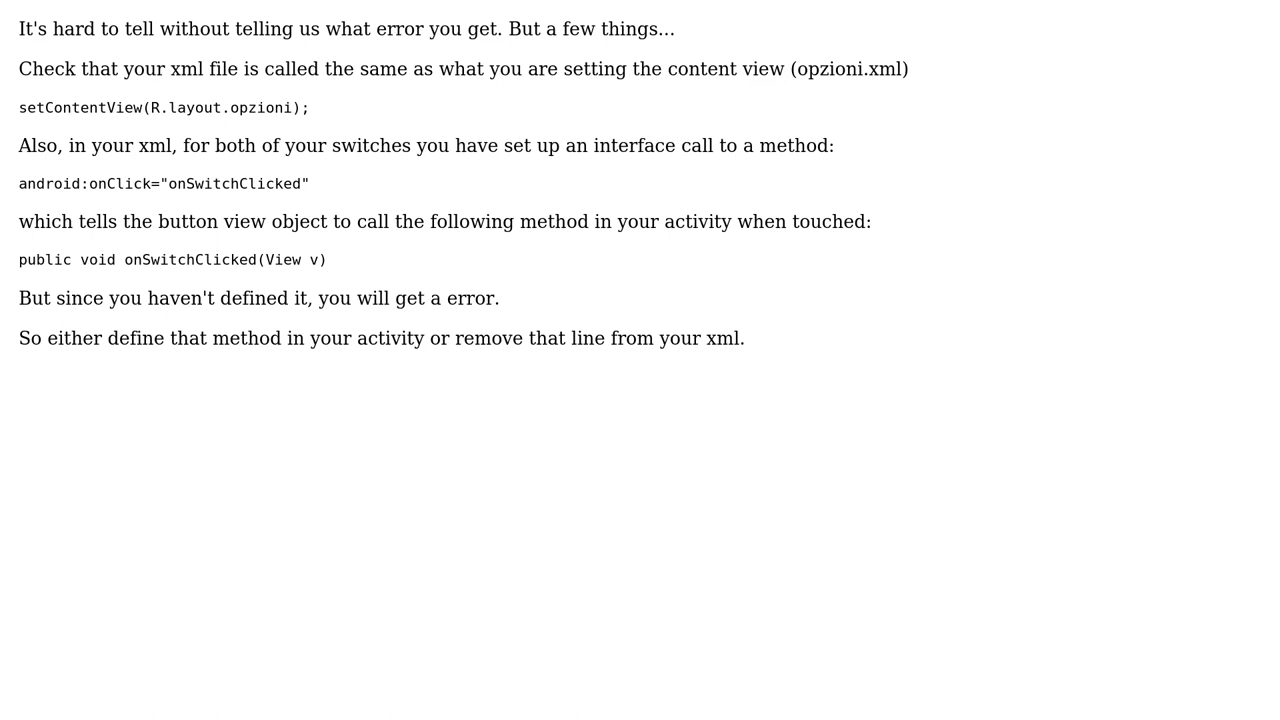 It's hard to tell without telling us what error you get. But a few things...
Check that your xml file is called the same as what you are setting the content view (opzioni.xml)
setContentView(R.layout.opzioni);
Also, in your xml, for both of your switches you have set up an interface call to a method:
android:onClick="onSwitchClicked"
which tells the button view object to call the following method in your activity when touched:
public void onSwitchClicked(View v)
But since you haven't defined it, you will get a error.
So either define that method in your activity or remove that line from your xml.